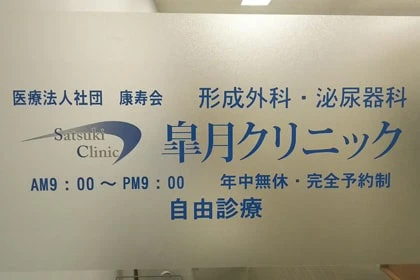 医療法人社団 康寿会 形成外科・泌尿器科
Satsuki
Clinic
皐月クリニック
AM9：00～PM9：00 年中無休・完全予約制
自由診療